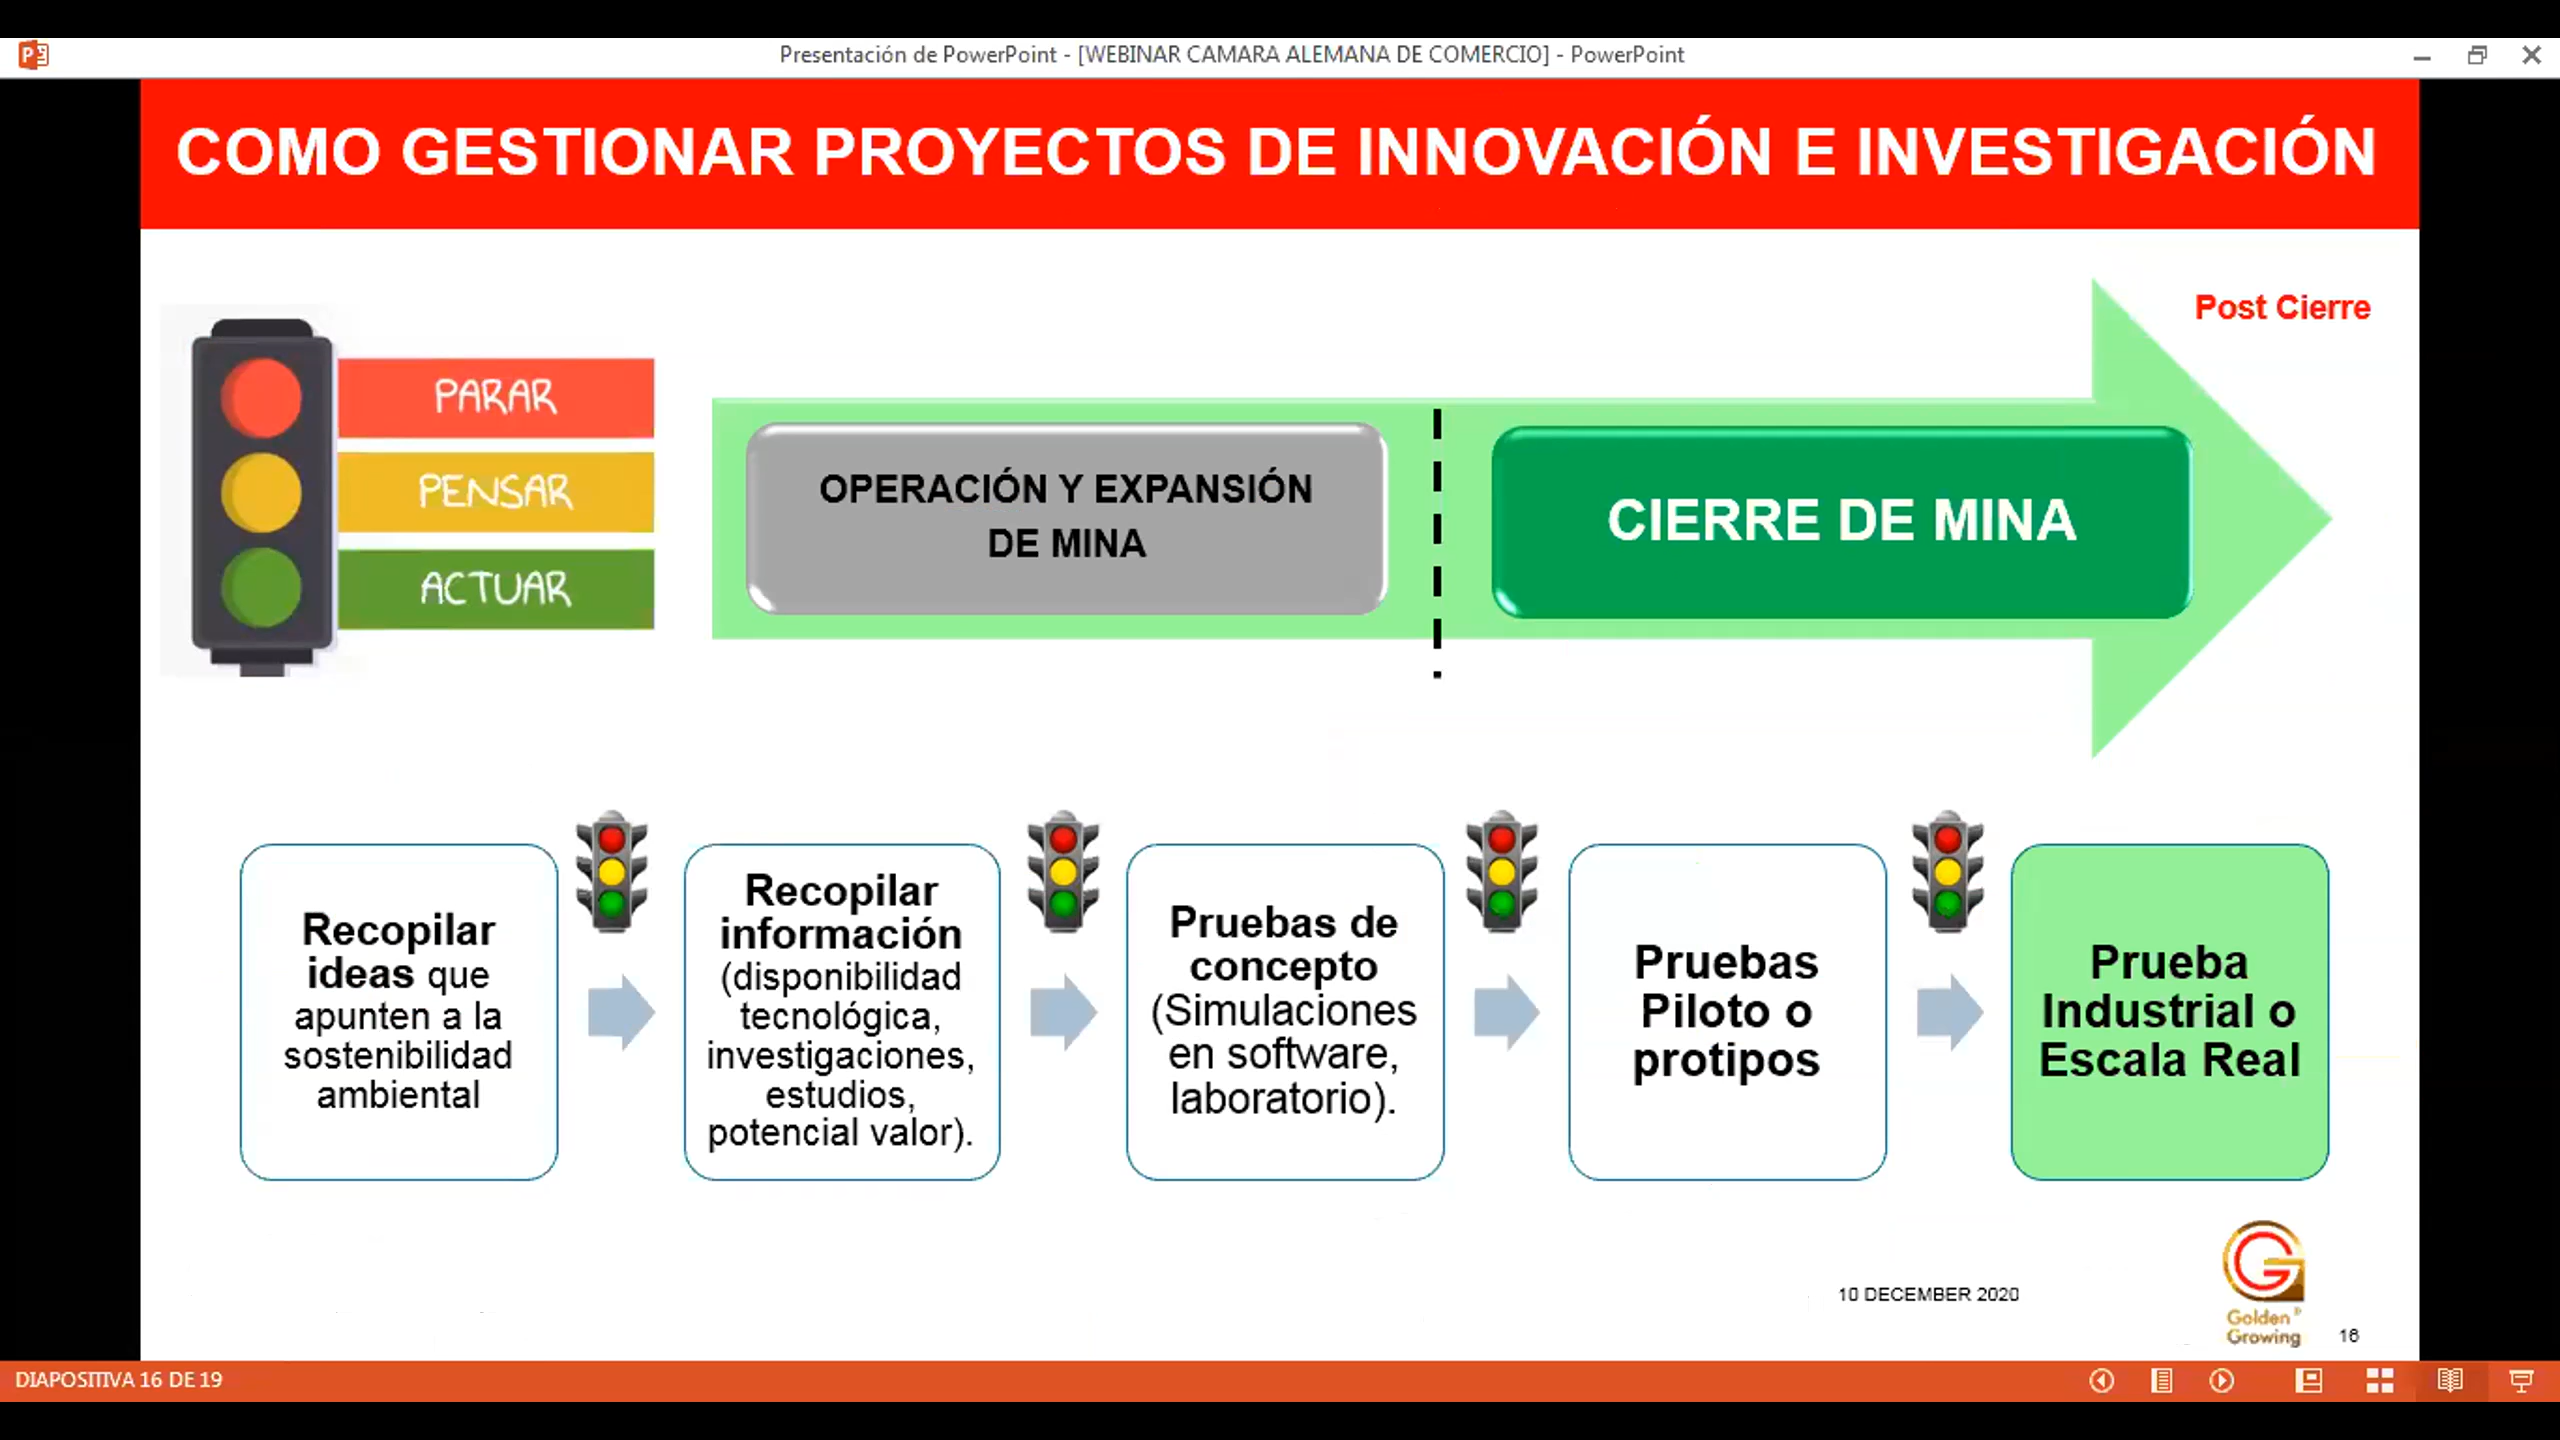 Presentación de PowerPoint - [WEBINAR CAMARA ALEMANA DE COMERCIO] - PowerPoint
COMO GESTIONAR PROYECTOS DE INNOVACIÓN E INVESTIGACIÓN
Post Cierre
PARAR
PENSAR
ACTUAR
OPERACIÓN Y EXPANSIÓN
DE MINA
CIERRE DE MINA
Recopilar
ideas que
apunten a la
sostenibilidad
ambiental
Recopilar
información
(disponibilidad
tecnológica,
investigaciones,
estudios,
potencial valor).
Pruebas de
concepto
(Simulaciones
en software,
laboratorio).
Pruebas
Piloto o
protipos
Prueba
Industrial o
Escala Real
10 DECEMBER 2020
Golden
Growing
16
DIAPOSITIVA 16 DE 19